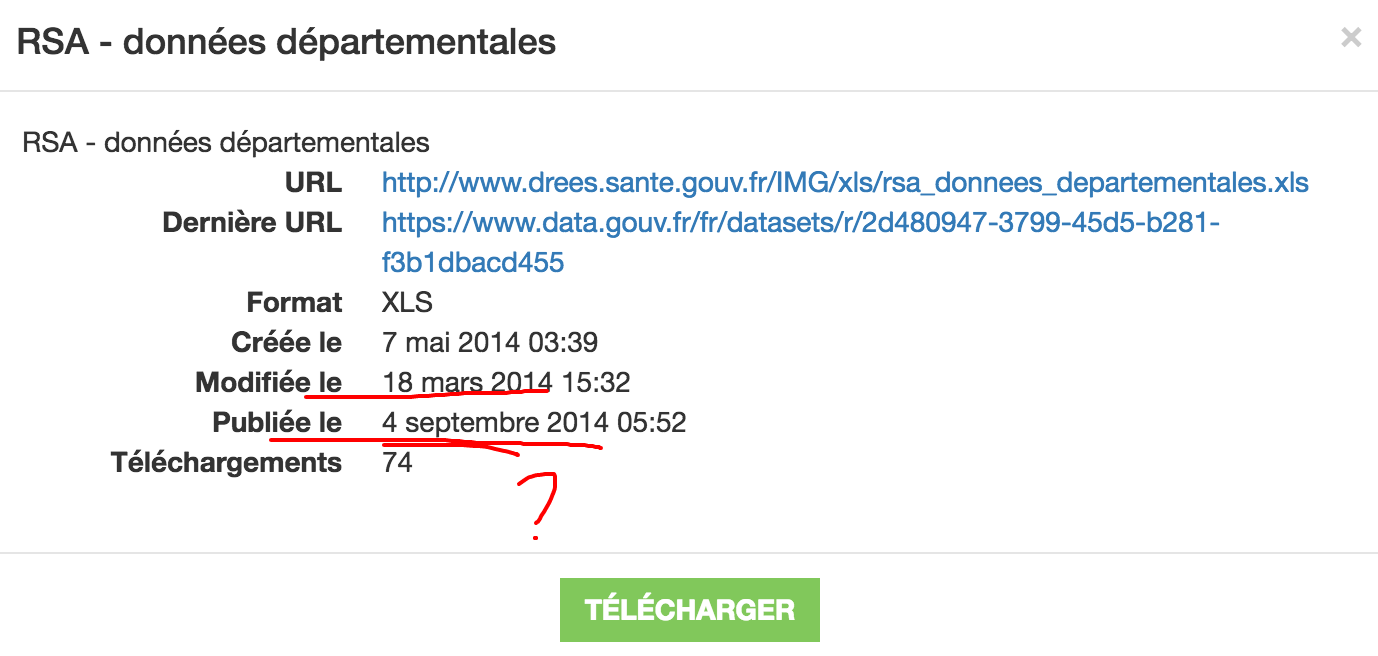 RSA - données départementales
×
RSA - données départementales
URL http://www.drees.sante.gouv.fr/IMG/xls/rsa_donnees_departementales.xls
Dernière URL https://www.data.gouv.fr/fr/datasets/r/2d480947-3799-45d5-b281-
f3b1dbacd455
Format XLS
Créée le 7 mai 2014 03:39
Modifiée le 18 mars 2014 15:32
Publiée le 4 septembre 2014 05:52
Téléchargements 74
?
TÉLÉCHARGER